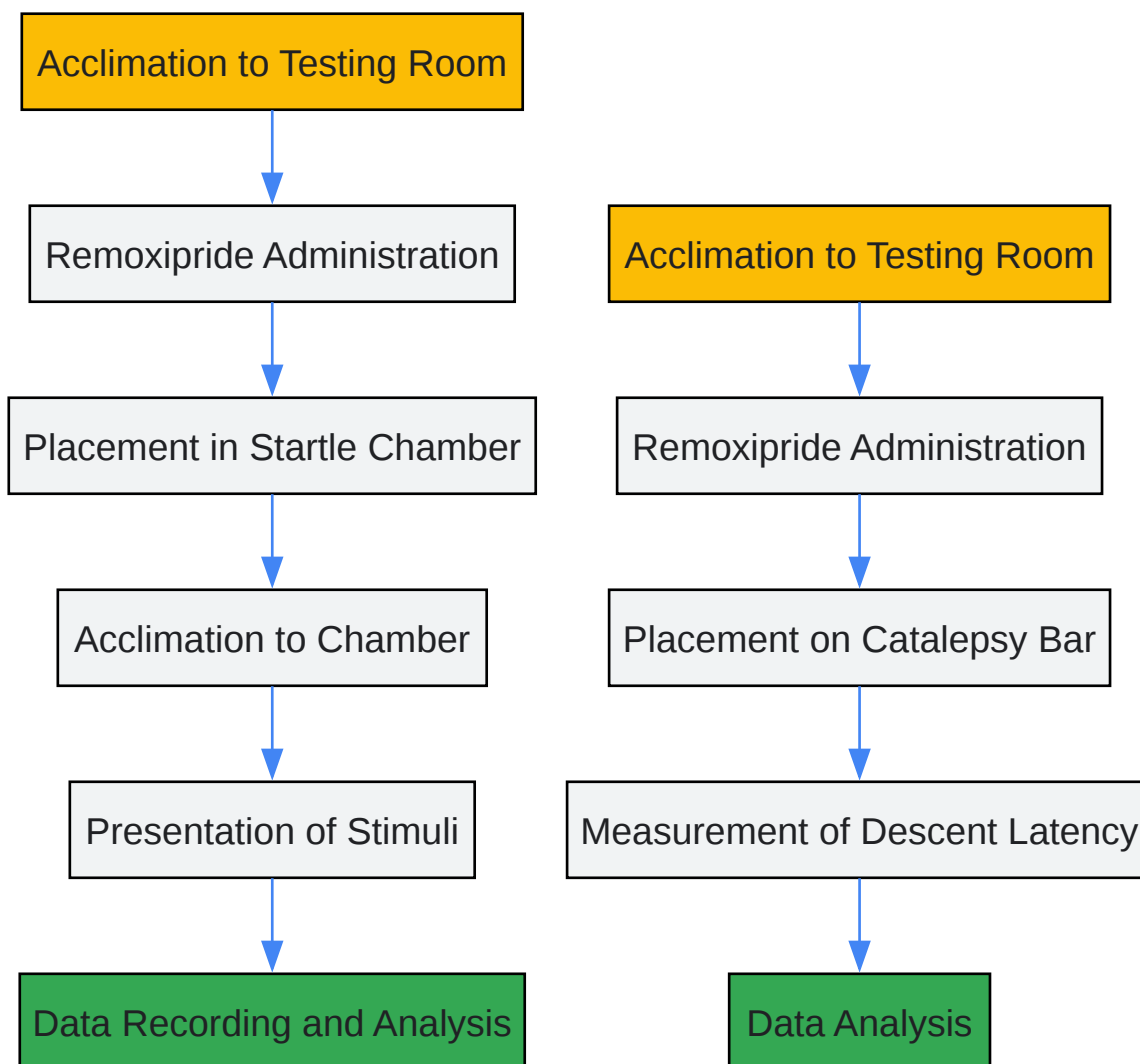 Acclimation to Testing Room
Remoxipride Administration
Placement in Startle Chamber
Acclimation to Chamber
Presentation of Stimuli
Data Recording and Analysis
Acclimation to Testing Room
Remoxipride Administration
Placement on Catalepsy Bar
Measurement of Descent Latency
Data Analysis